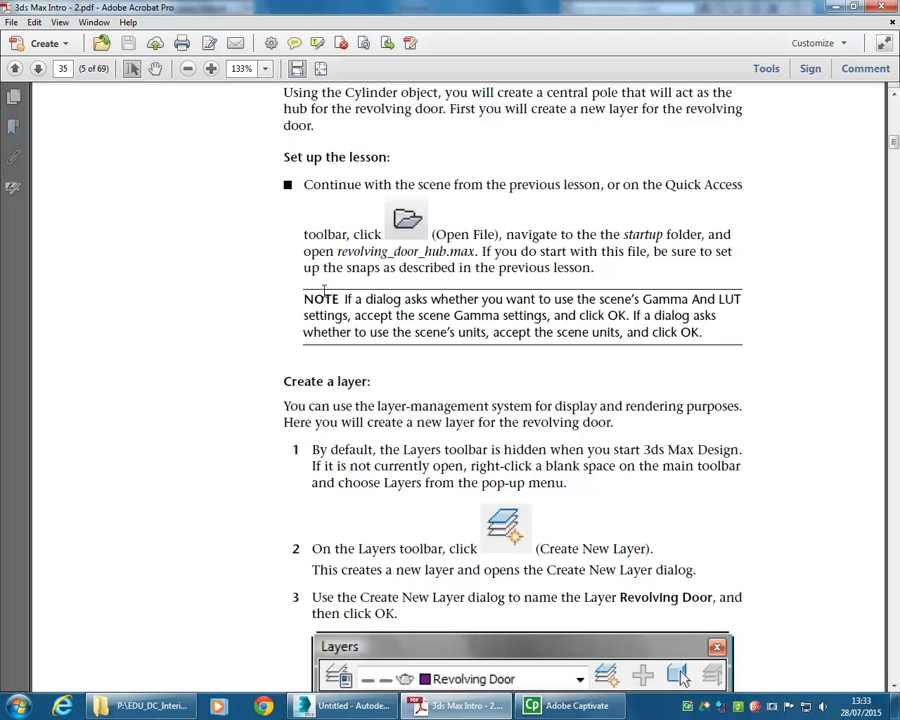 3ds Max Intro - 2.pdf - Adobe Acrobat Pro
File Edit View Window Help
Create Customize
35 (5 of 69) 133% Tools Sign Comment
Using the Cylinder object, you will create a central pole that will act as the
hub for the revolving door. First you will create a new layer for the revolving
door.
Set up the lesson:
■ Continue with the scene from the previous lesson, or on the Quick Access
toolbar, click (Open File), navigate to the the startup folder, and
open revolving_door_hub.max. If you do start with this file, be sure to set
up the snaps as described in the previous lesson.
NOTE If a dialog asks whether you want to use the scene's Gamma And LUT
settings, accept the scene Gamma settings, and click OK. If a dialog asks
whether to use the scene's units, accept the scene units, and click OK.
Create a layer:
You can use the layer-management system for display and rendering purposes.
Here you will create a new layer for the revolving door.
1 By default, the Layers toolbar is hidden when you start 3ds Max Design.
If it is not currently open, right-click a blank space on the main toolbar
and choose Layers from the pop-up menu.
2 On the Layers toolbar, click (Create New Layer).
This creates a new layer and opens the Create New Layer dialog.
3 Use the Create New Layer dialog to name the Layer Revolving Door, and
then click OK.
Layers
Revolving Door
P:\EDU_DC_Interi... Untitled - Autodes... 3ds Max Intro - 2.... Adobe Captivate
13:33
28/07/2015